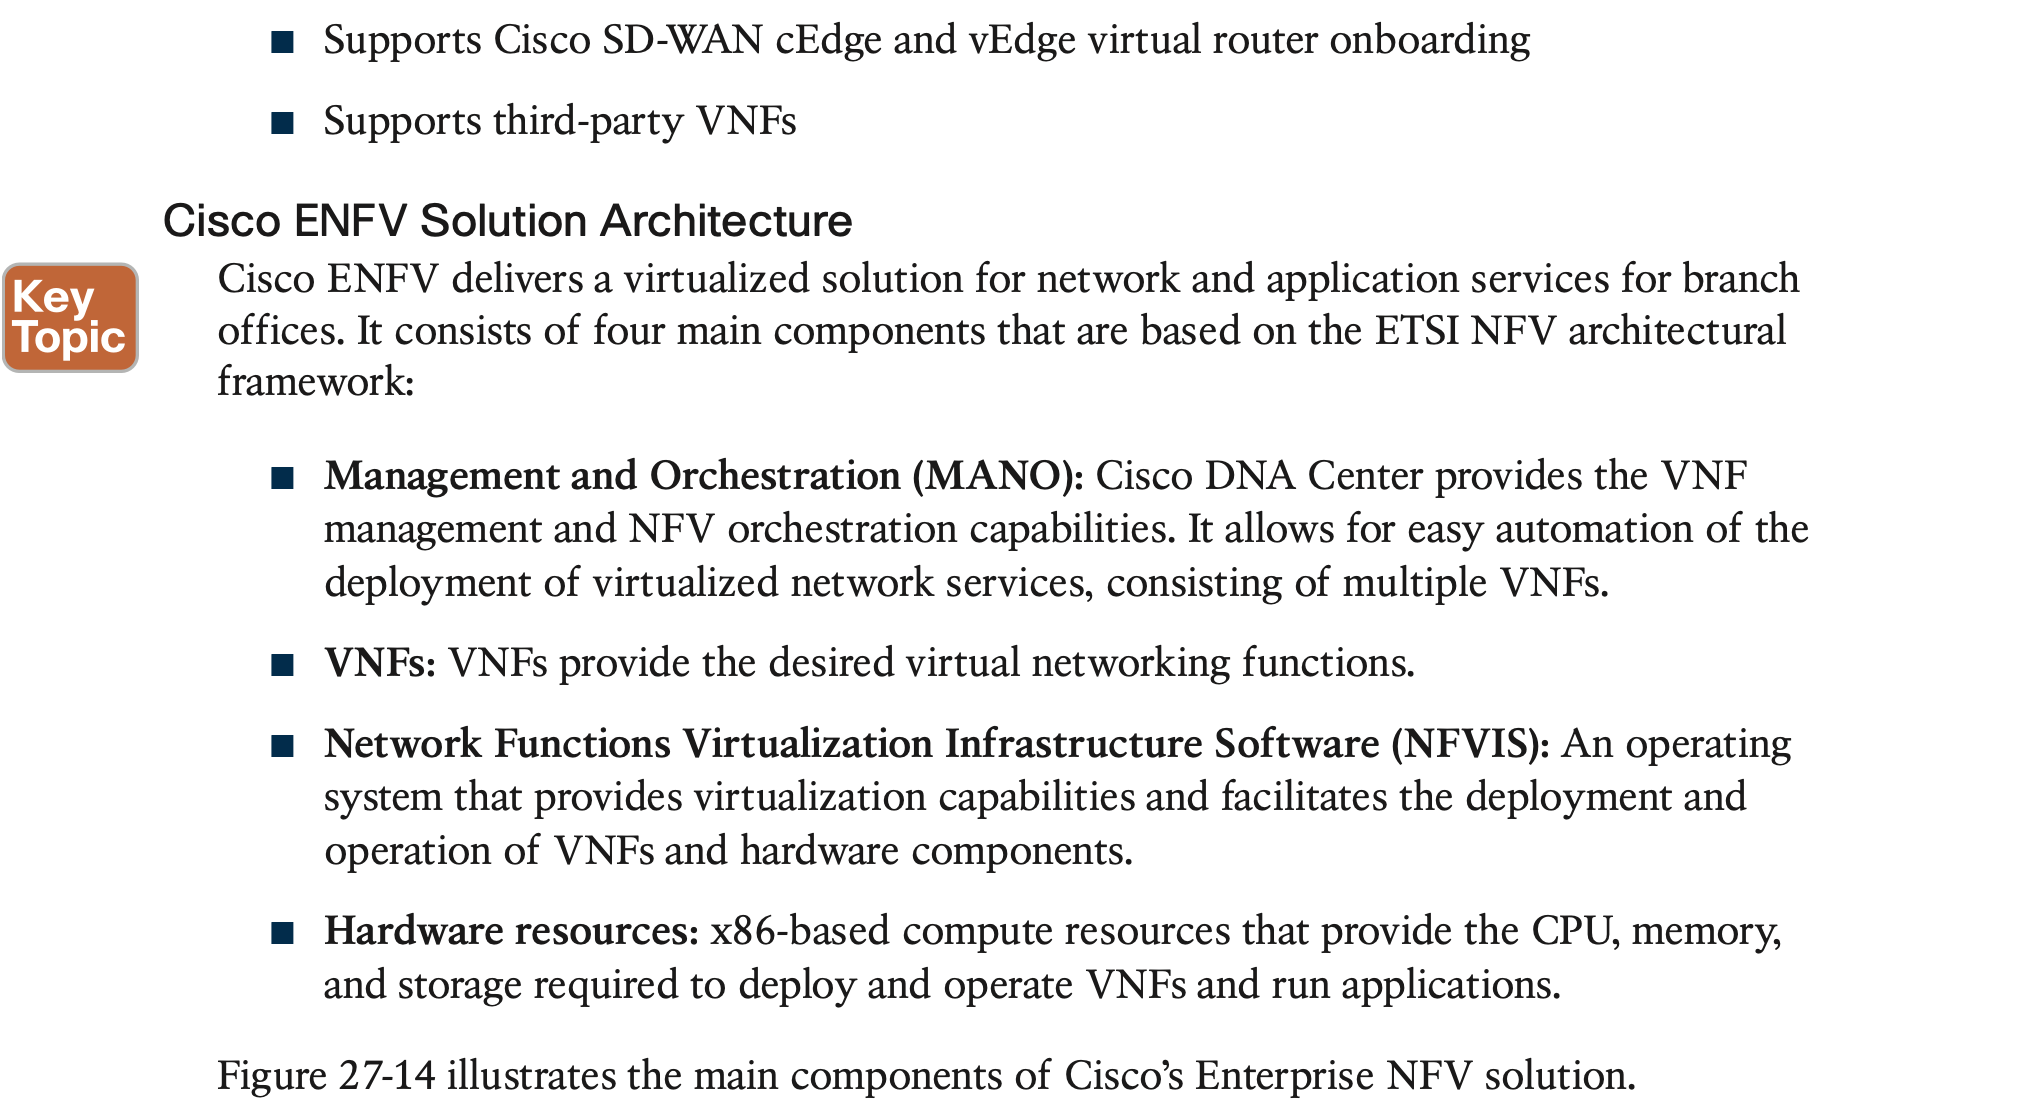 ■ Supports Cisco SD-WAN cEdge and vEdge virtual router onboarding
■ Supports third-party VNFs
Cisco ENFV Solution Architecture
Key
Topic
Cisco ENFV delivers a virtualized solution for network and application services for branch
offices. It consists of four main components that are based on the ETSI NFV architectural
framework:
■ Management and Orchestration (MANO): Cisco DNA Center provides the VNF
management and NFV orchestration capabilities. It allows for easy automation of the
deployment of virtualized network services, consisting of multiple VNFs.
■ VNFs: VNFs provide the desired virtual networking functions.
■ Network Functions Virtualization Infrastructure Software (NFVIS): An operating
system that provides virtualization capabilities and facilitates the deployment and
operation of VNFs and hardware components.
■ Hardware resources: x86-based compute resources that provide the CPU, memory,
and storage required to deploy and operate VNFs and run applications.
Figure 27-14 illustrates the main components of Cisco’s Enterprise NFV solution.